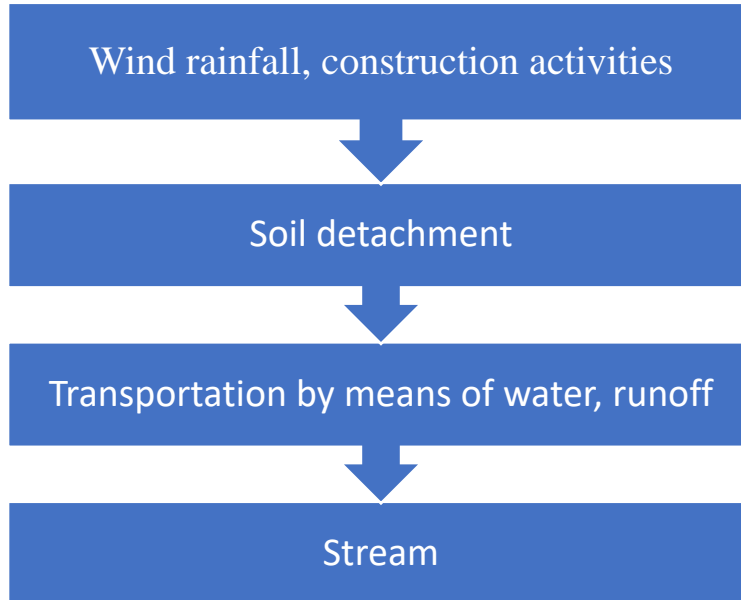 Wind rainfall, construction activities
Soil detachment
Transportation by means of water, runoff
Stream